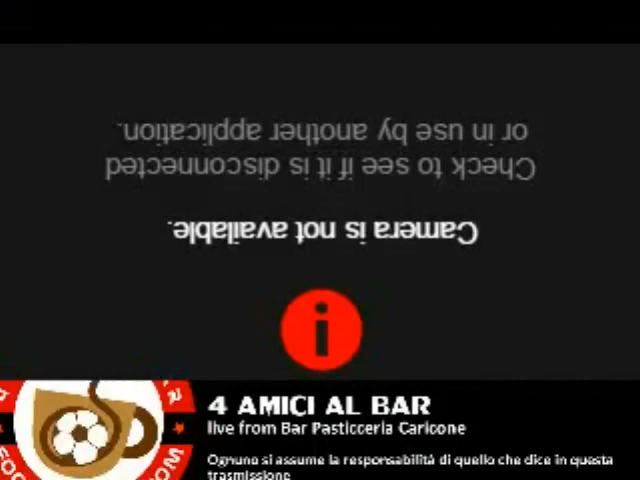 Camera is not available.
Check to see if it is disconnected
or in use by another application.
4 AMICI AL BAR
live from Bar Pasticceria Caricone
Ognuno si assume la responsabilità di quello che dice in questa
trasmissione